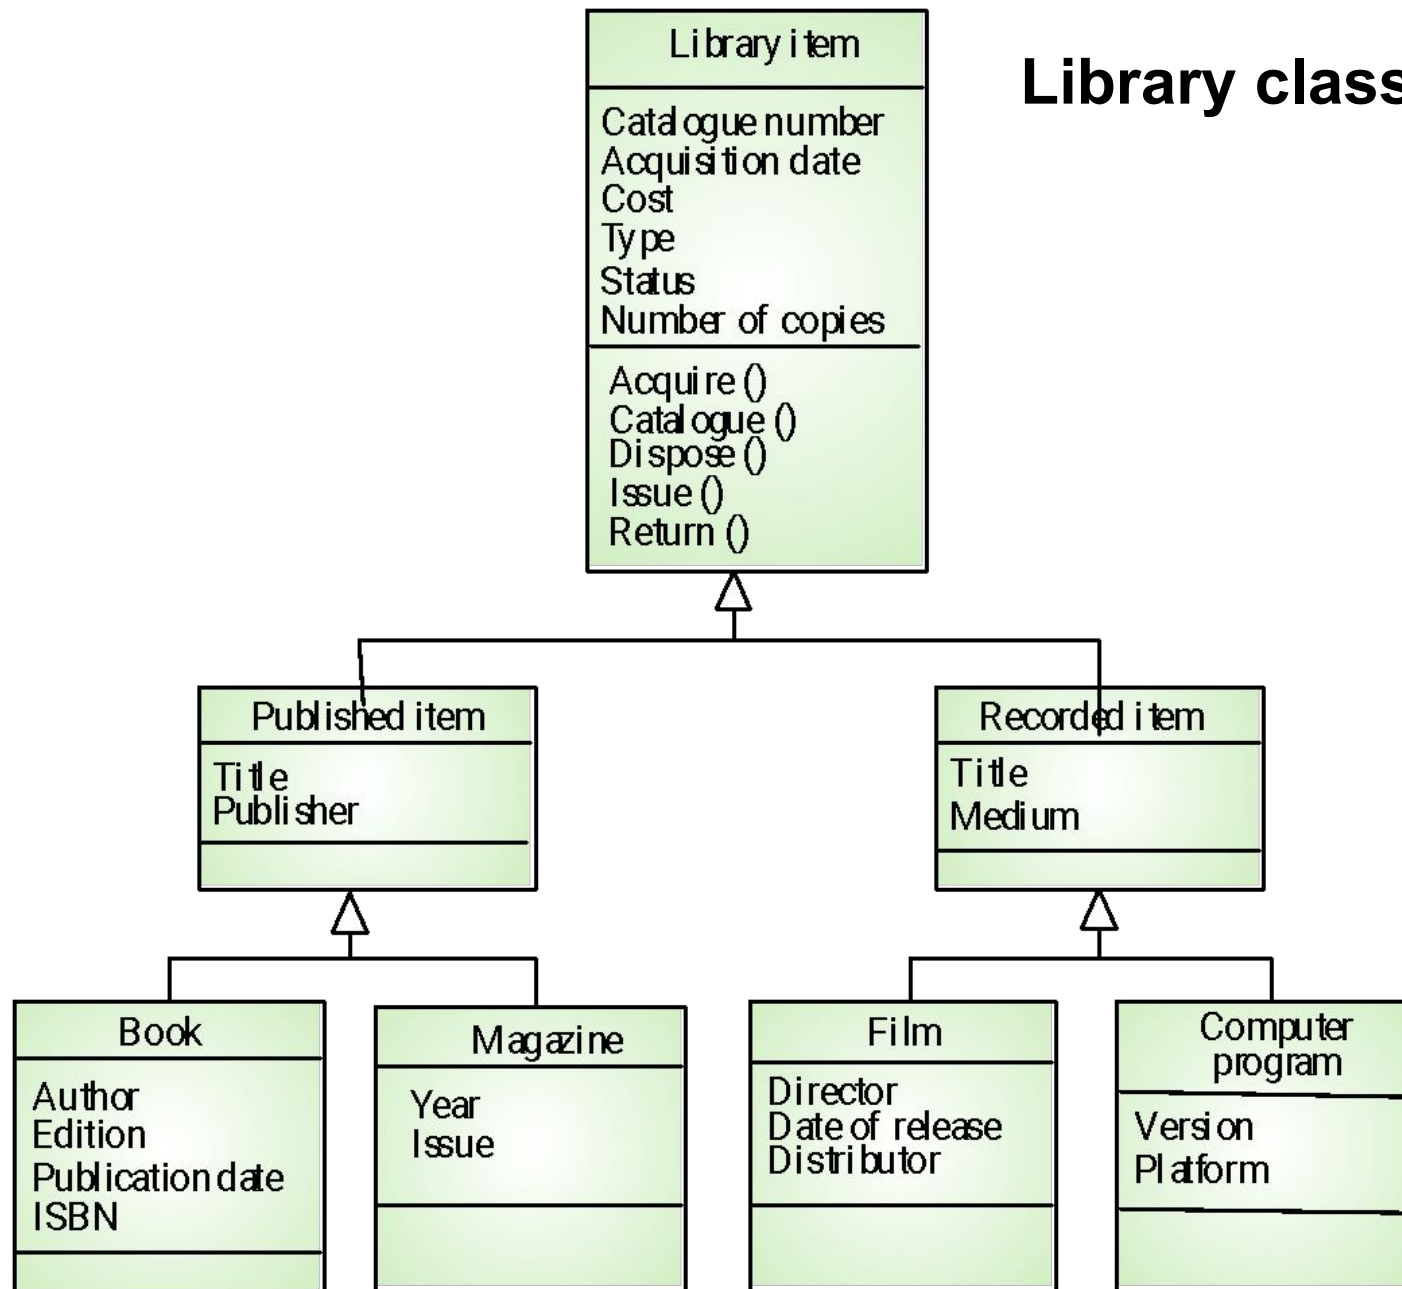 Library class
Library item
Catalogue number
Acquisition date
Cost
Type
Status
Number of copies
Acquire ()
Catalogue ()
Dispose ()
Issue ()
Return ()
Published item
Title
Publisher
Recorded item
Title
Medium
Book
Author
Edition
Publication date
ISBN
Magazine
Year
Issue
Film
Director
Date of release
Distributor
Computer
program
Version
Platform